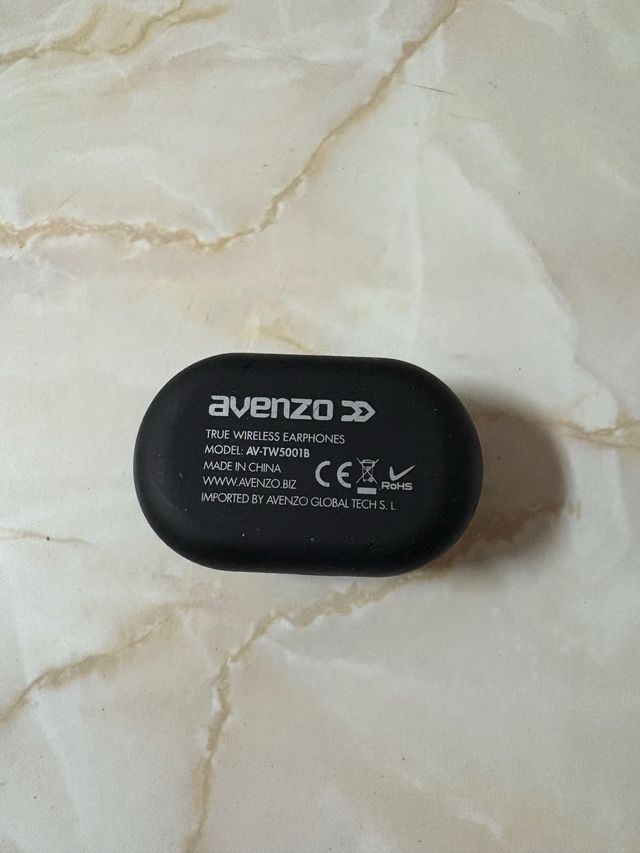 avenzo
TRUE WIRELESS EARPHONES
MODEL: AV-TW5001B
MADE IN CHINA
WWW.AVENZO.BIZ
CE
RoHS
IMPORTED BY AVENZO GLOBAL TECH S. L